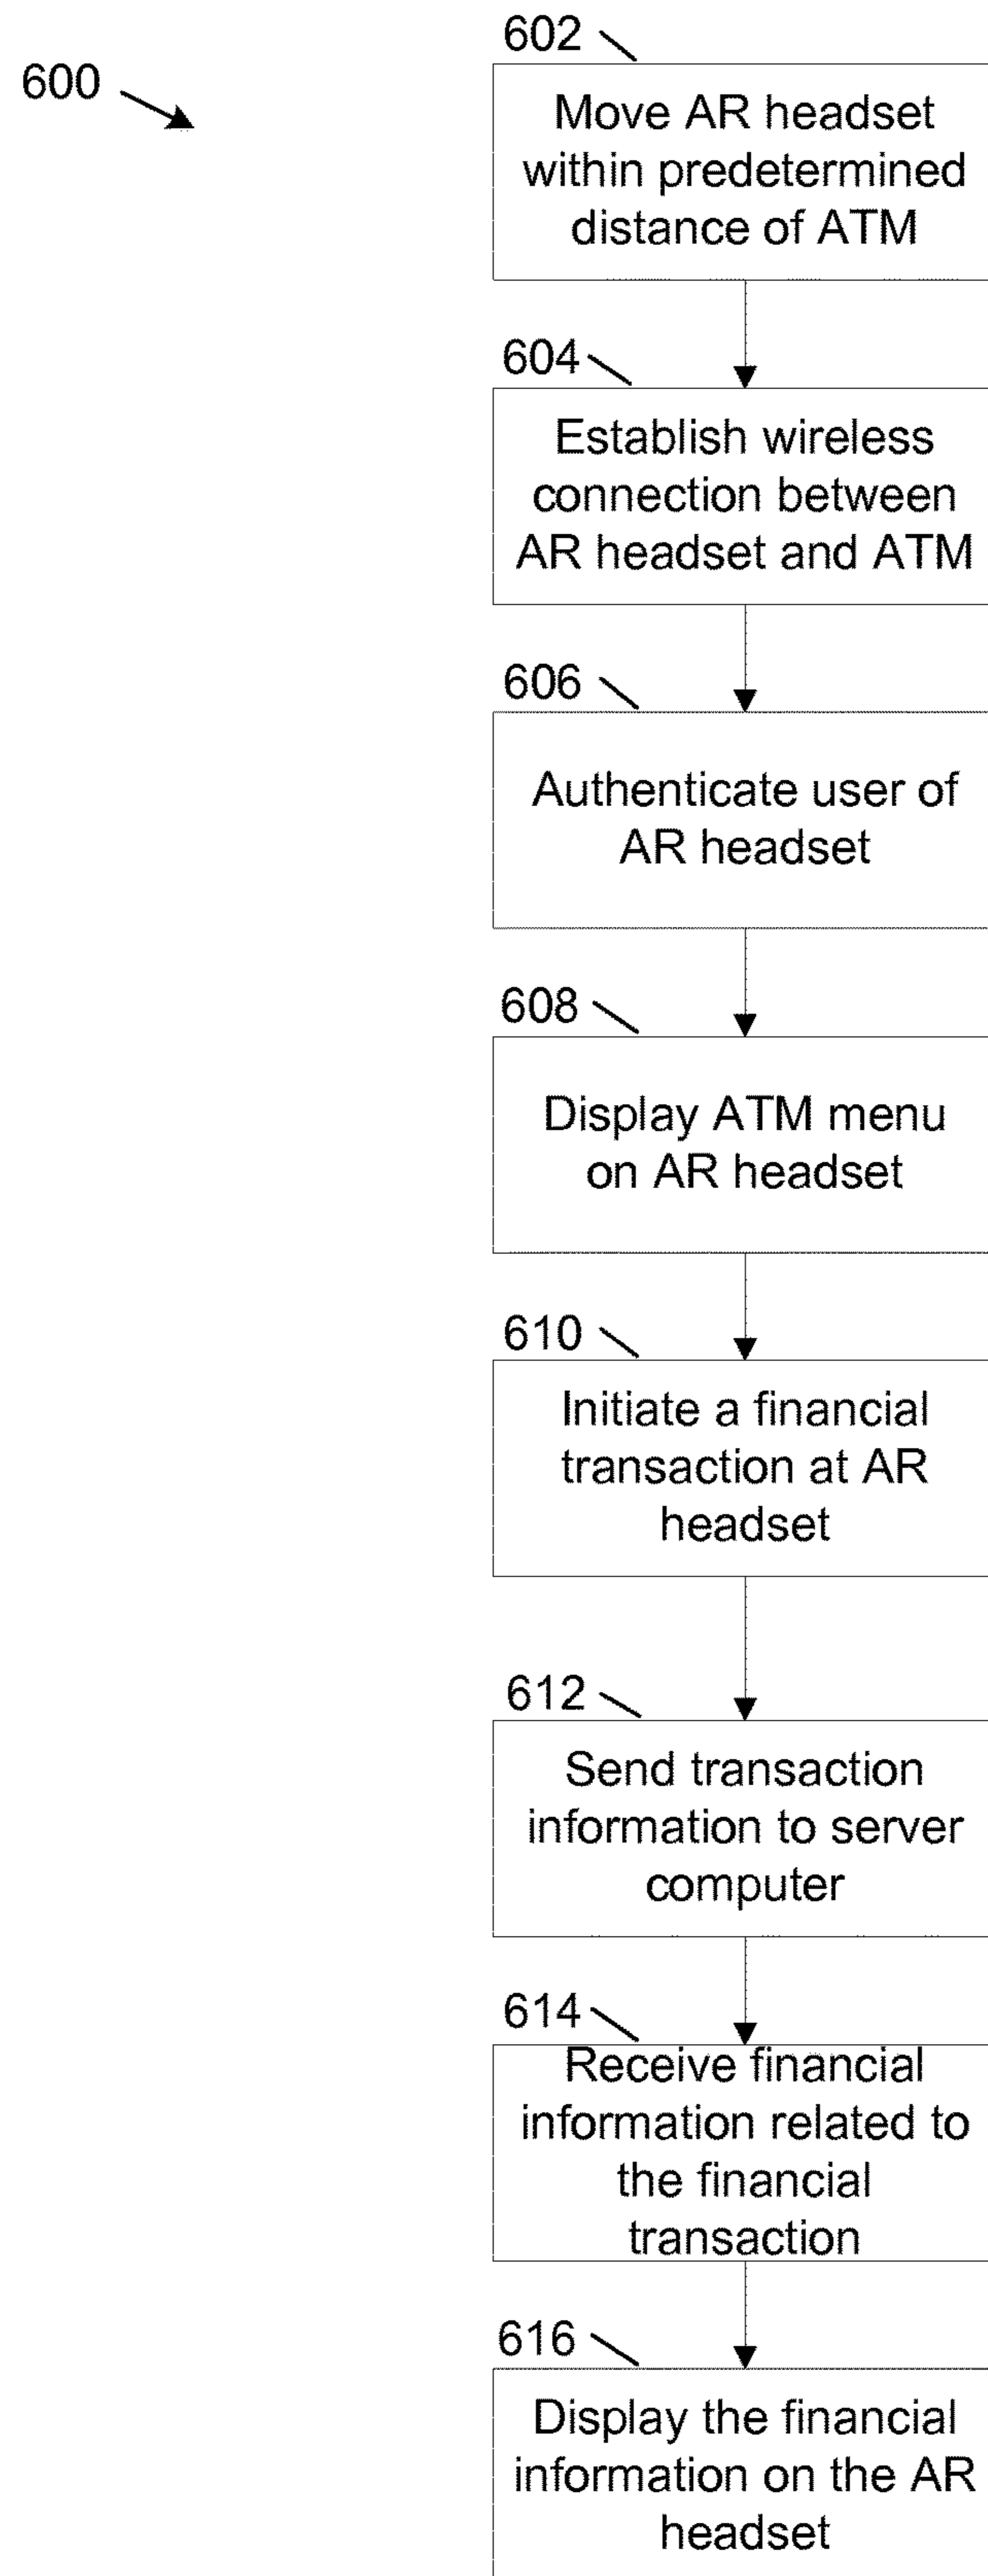 600
602
Move AR headset
within predetermined
distance of ATM
604
Establish wireless
connection between
AR headset and ATM
606
Authenticate user of
AR headset
608
Display ATM menu
on AR headset
610
Initiate a financial
transaction at AR
headset
612
Send transaction
information to server
computer
614
Receive financial
information related to
the financial
transaction
616
Display the financial
information on the AR
headset